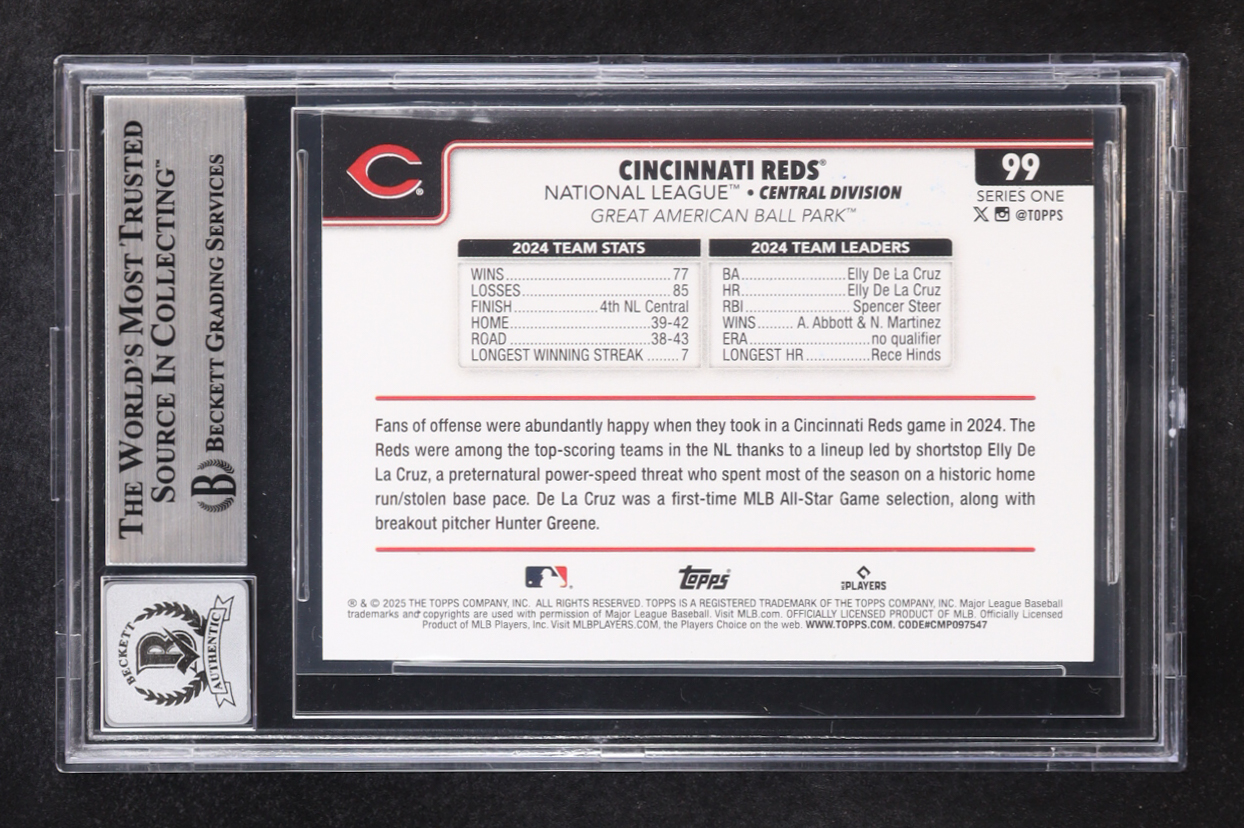 THE WORLD'S MOST TRUSTED
SOURCE IN COLLECTING™
B BECKETT GRADING SERVICES
BECKETT
B
AUTHENTIC
C®
CINCINNATI REDS®
NATIONAL LEAGUE™ • CENTRAL DIVISION
GREAT AMERICAN BALL PARK™
99
SERIES ONE
X @TOPPS
2024 TEAM STATS
WINS..................................77
LOSSES..............................85
FINISH....................4th NL Central
HOME..............................39-42
ROAD..............................38-43
LONGEST WINNING STREAK ........7
2024 TEAM LEADERS
BA........................Elly De La Cruz
HR........................Elly De La Cruz
RBI........................Spencer Steer
WINS......... A. Abbott & N. Martinez
ERA............................no qualifier
LONGEST HR................Rece Hinds
Fans of offense were abundantly happy when they took in a Cincinnati Reds game in 2024. The
Reds were among the top-scoring teams in the NL thanks to a lineup led by shortstop Elly De
La Cruz, a preternatural power-speed threat who spent most of the season on a historic home
run/stolen base pace. De La Cruz was a first-time MLB All-Star Game selection, along with
breakout pitcher Hunter Greene.
topps®
MLB PLAYERS
® & © 2025 THE TOPPS COMPANY, INC. ALL RIGHTS RESERVED. TOPPS IS A REGISTERED TRADEMARK OF THE TOPPS COMPANY, INC. Major League Baseball
trademarks and copyrights are used with permission of Major League Baseball. Visit MLB.com. OFFICIALLY LICENSED PRODUCT OF MLB. Officially Licensed
Product of MLB Players, Inc. Visit MLBPLAYERS.COM, the Players Choice on the web. WWW.TOPPS.COM. CODE#CMP097547